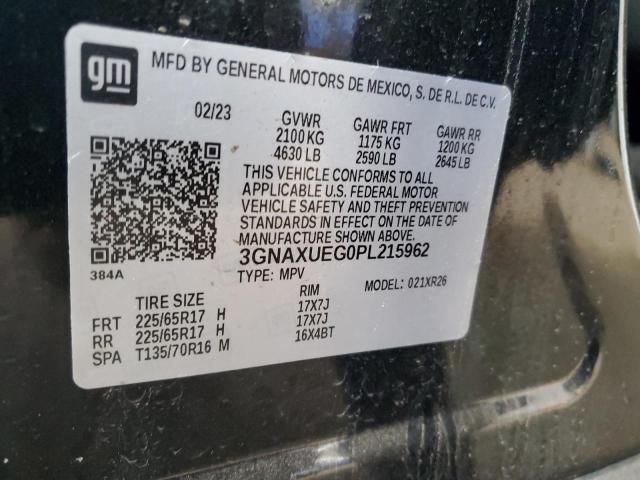 gm
MFD BY GENERAL MOTORS DE MEXICO, S. DE R.L. DE C.V.
02/23 GVWR GAWR FRT GAWR RR
2100 KG 1175 KG 1200 KG
4630 LB 2590 LB 2645 LB
THIS VEHICLE CONFORMS TO ALL
APPLICABLE U.S. FEDERAL MOTOR
VEHICLE SAFETY AND THEFT PREVENTION
STANDARDS IN EFFECT ON THE DATE OF
MANUFACTURE SHOWN ABOVE.
3GNAXUEG0PL215962
384A
TYPE: MPV MODEL: 021XR26
TIRE SIZE RIM
FRT 225/65R17 H 17X7J
RR 225/65R17 H 17X7J
SPA T135/70R16 M 16X4BT